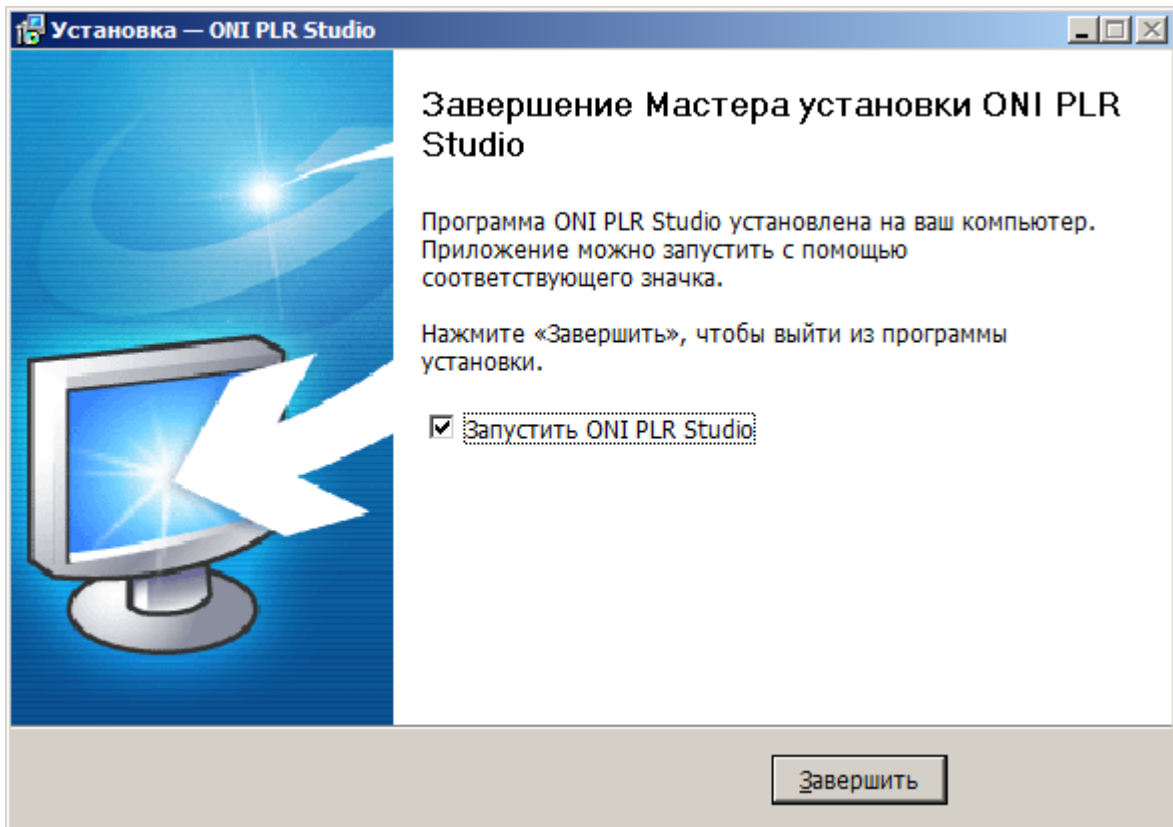 Установка — ONI PLR Studio
Завершение Мастера установки ONI PLR
Studio
Программа ONI PLR Studio установлена на ваш компьютер.
Приложение можно запустить с помощью
соответствующего значка.
Нажмите «Завершить», чтобы выйти из программы
установки.
Запустить ONI PLR Studio
Завершить